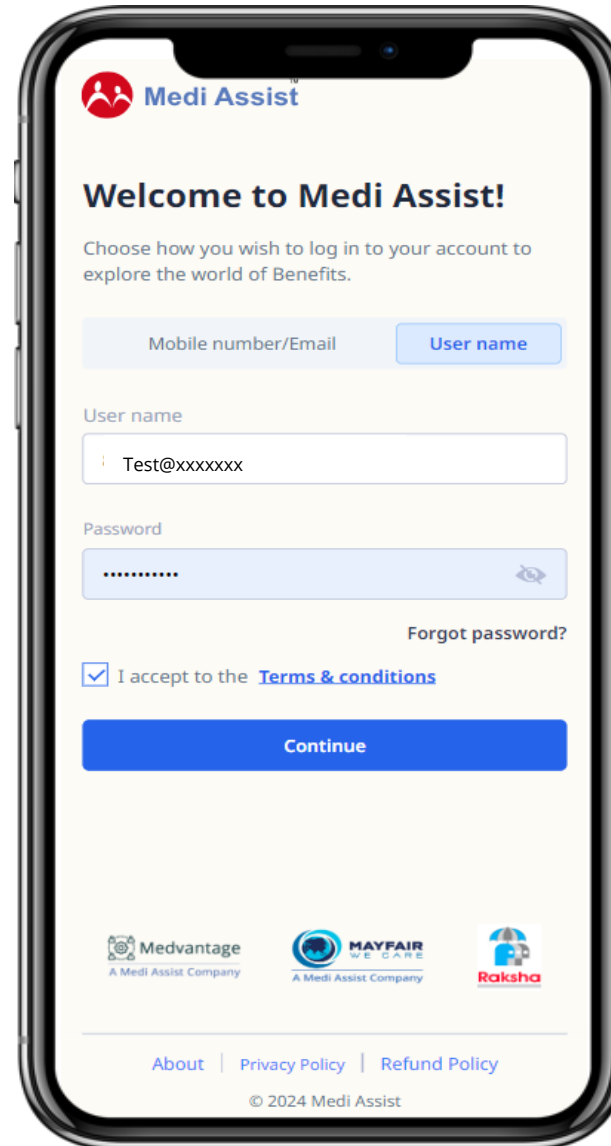 Medi Assist
TM
Welcome to Medi Assist!
Choose how you wish to log in to your account to
explore the world of Benefits.
Mobile number/Email User name
User name
Test@xxxxxxx
Password
•••••••••••
Forgot password?
I accept to the Terms & conditions
Continue
Medvantage
A Medi Assist Company
MAYFAIR
WE CARE
A Medi Assist Company
Raksha
About | Privacy Policy | Refund Policy
© 2024 Medi Assist